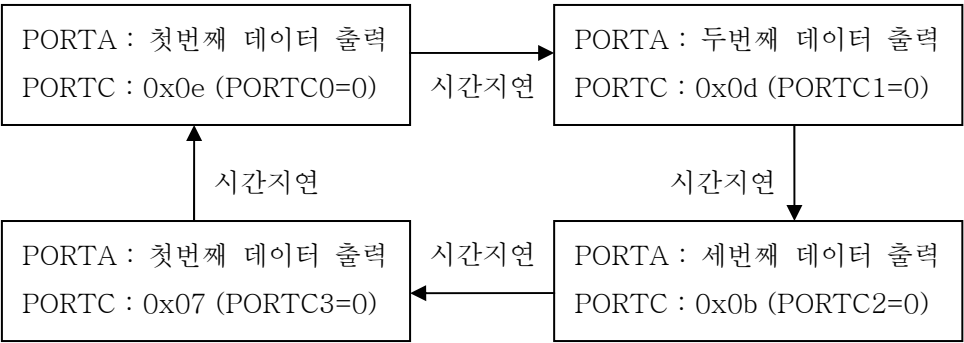 PORTA : 첫번째 데이터 출력
PORTC : 0x0e (PORTC0=0)
시간지연
PORTA : 두번째 데이터 출력
PORTC : 0x0d (PORTC1=0)
시간지연
시간지연
PORTA : 첫번째 데이터 출력
PORTC : 0x07 (PORTC3=0)
시간지연
PORTA : 세번째 데이터 출력
PORTC : 0x0b (PORTC2=0)